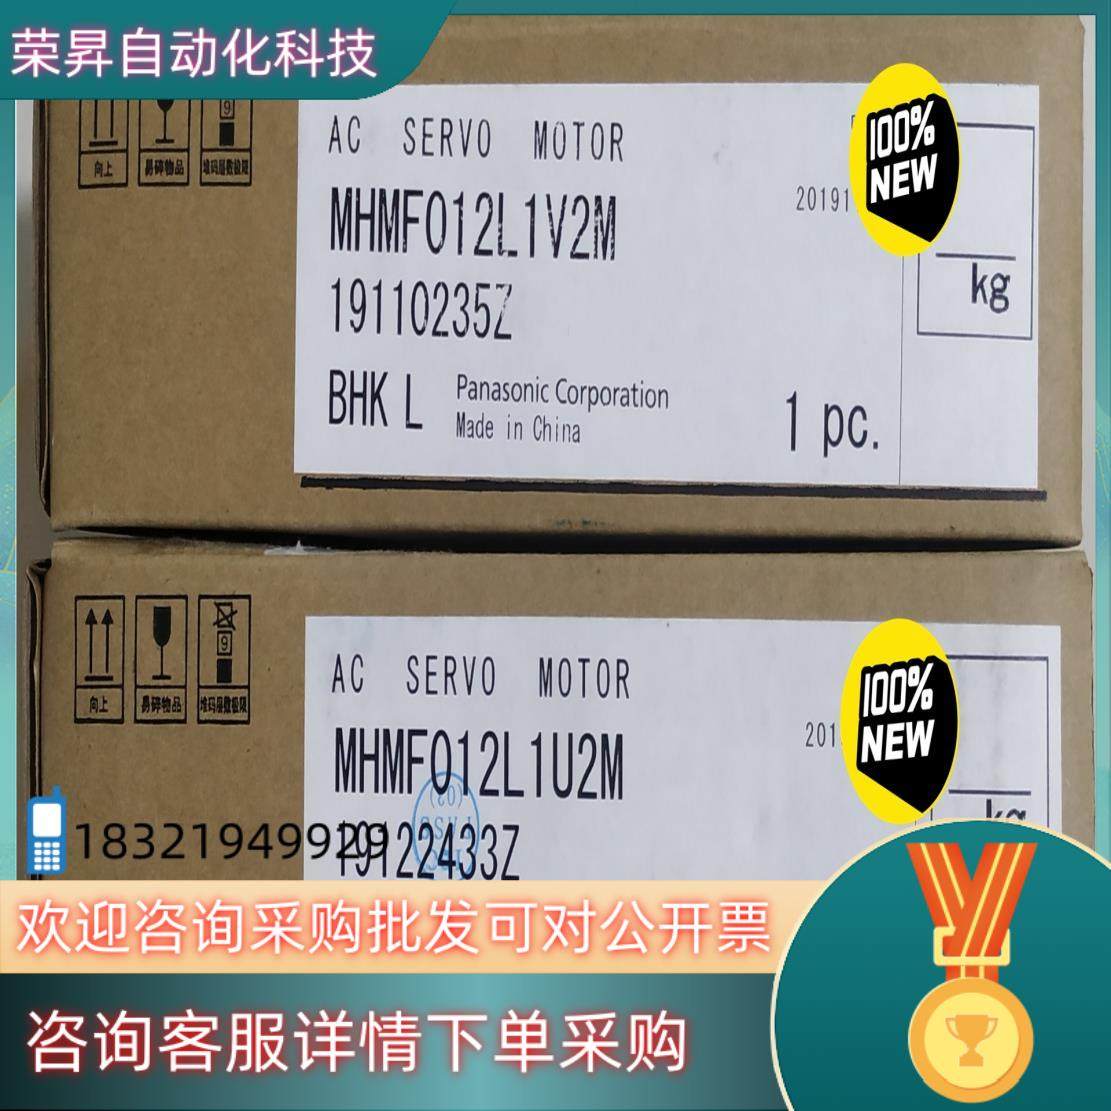 荣昇自动化科技
9
向上
易碎物品
堆码层数极限
AC SERVO MOTOR
MHMF012L1V2M
19110235Z
BHK L
Panasonic Corporation
Made in China
1 pc.
20191
100%
NEW
kg
9
向上
易碎物品
堆码层数极限
AC SERVO MOTOR
MHMF012L1U2M
19122433Z
201
100%
NEW
kg
18321949929
欢迎咨询采购批发可对公开票
咨询客服详情下单采购